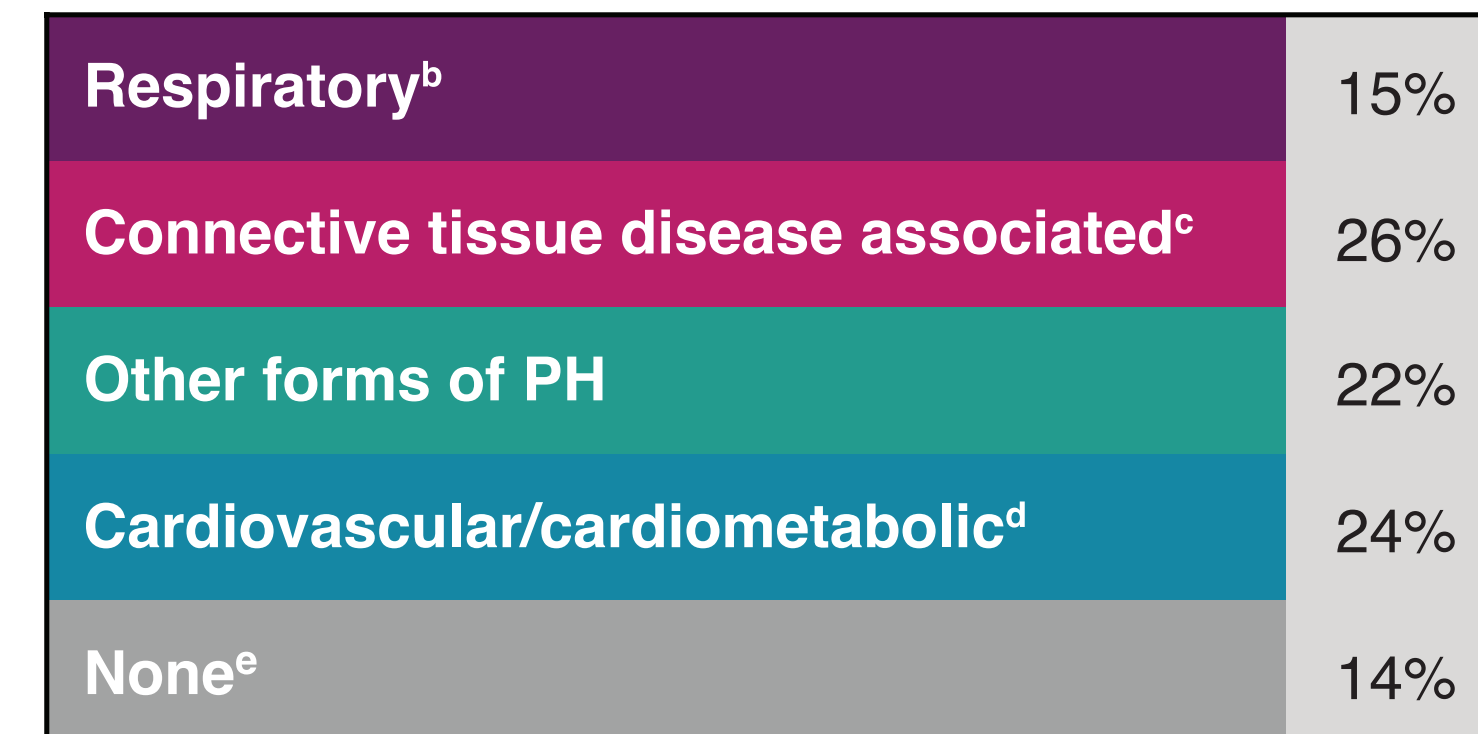 Respiratoryᵇ 15%
Connective tissue disease associatedᶜ 26%
Other forms of PH 22%
Cardiovascular/cardiometabolicᵈ 24%
Noneᵉ 14%